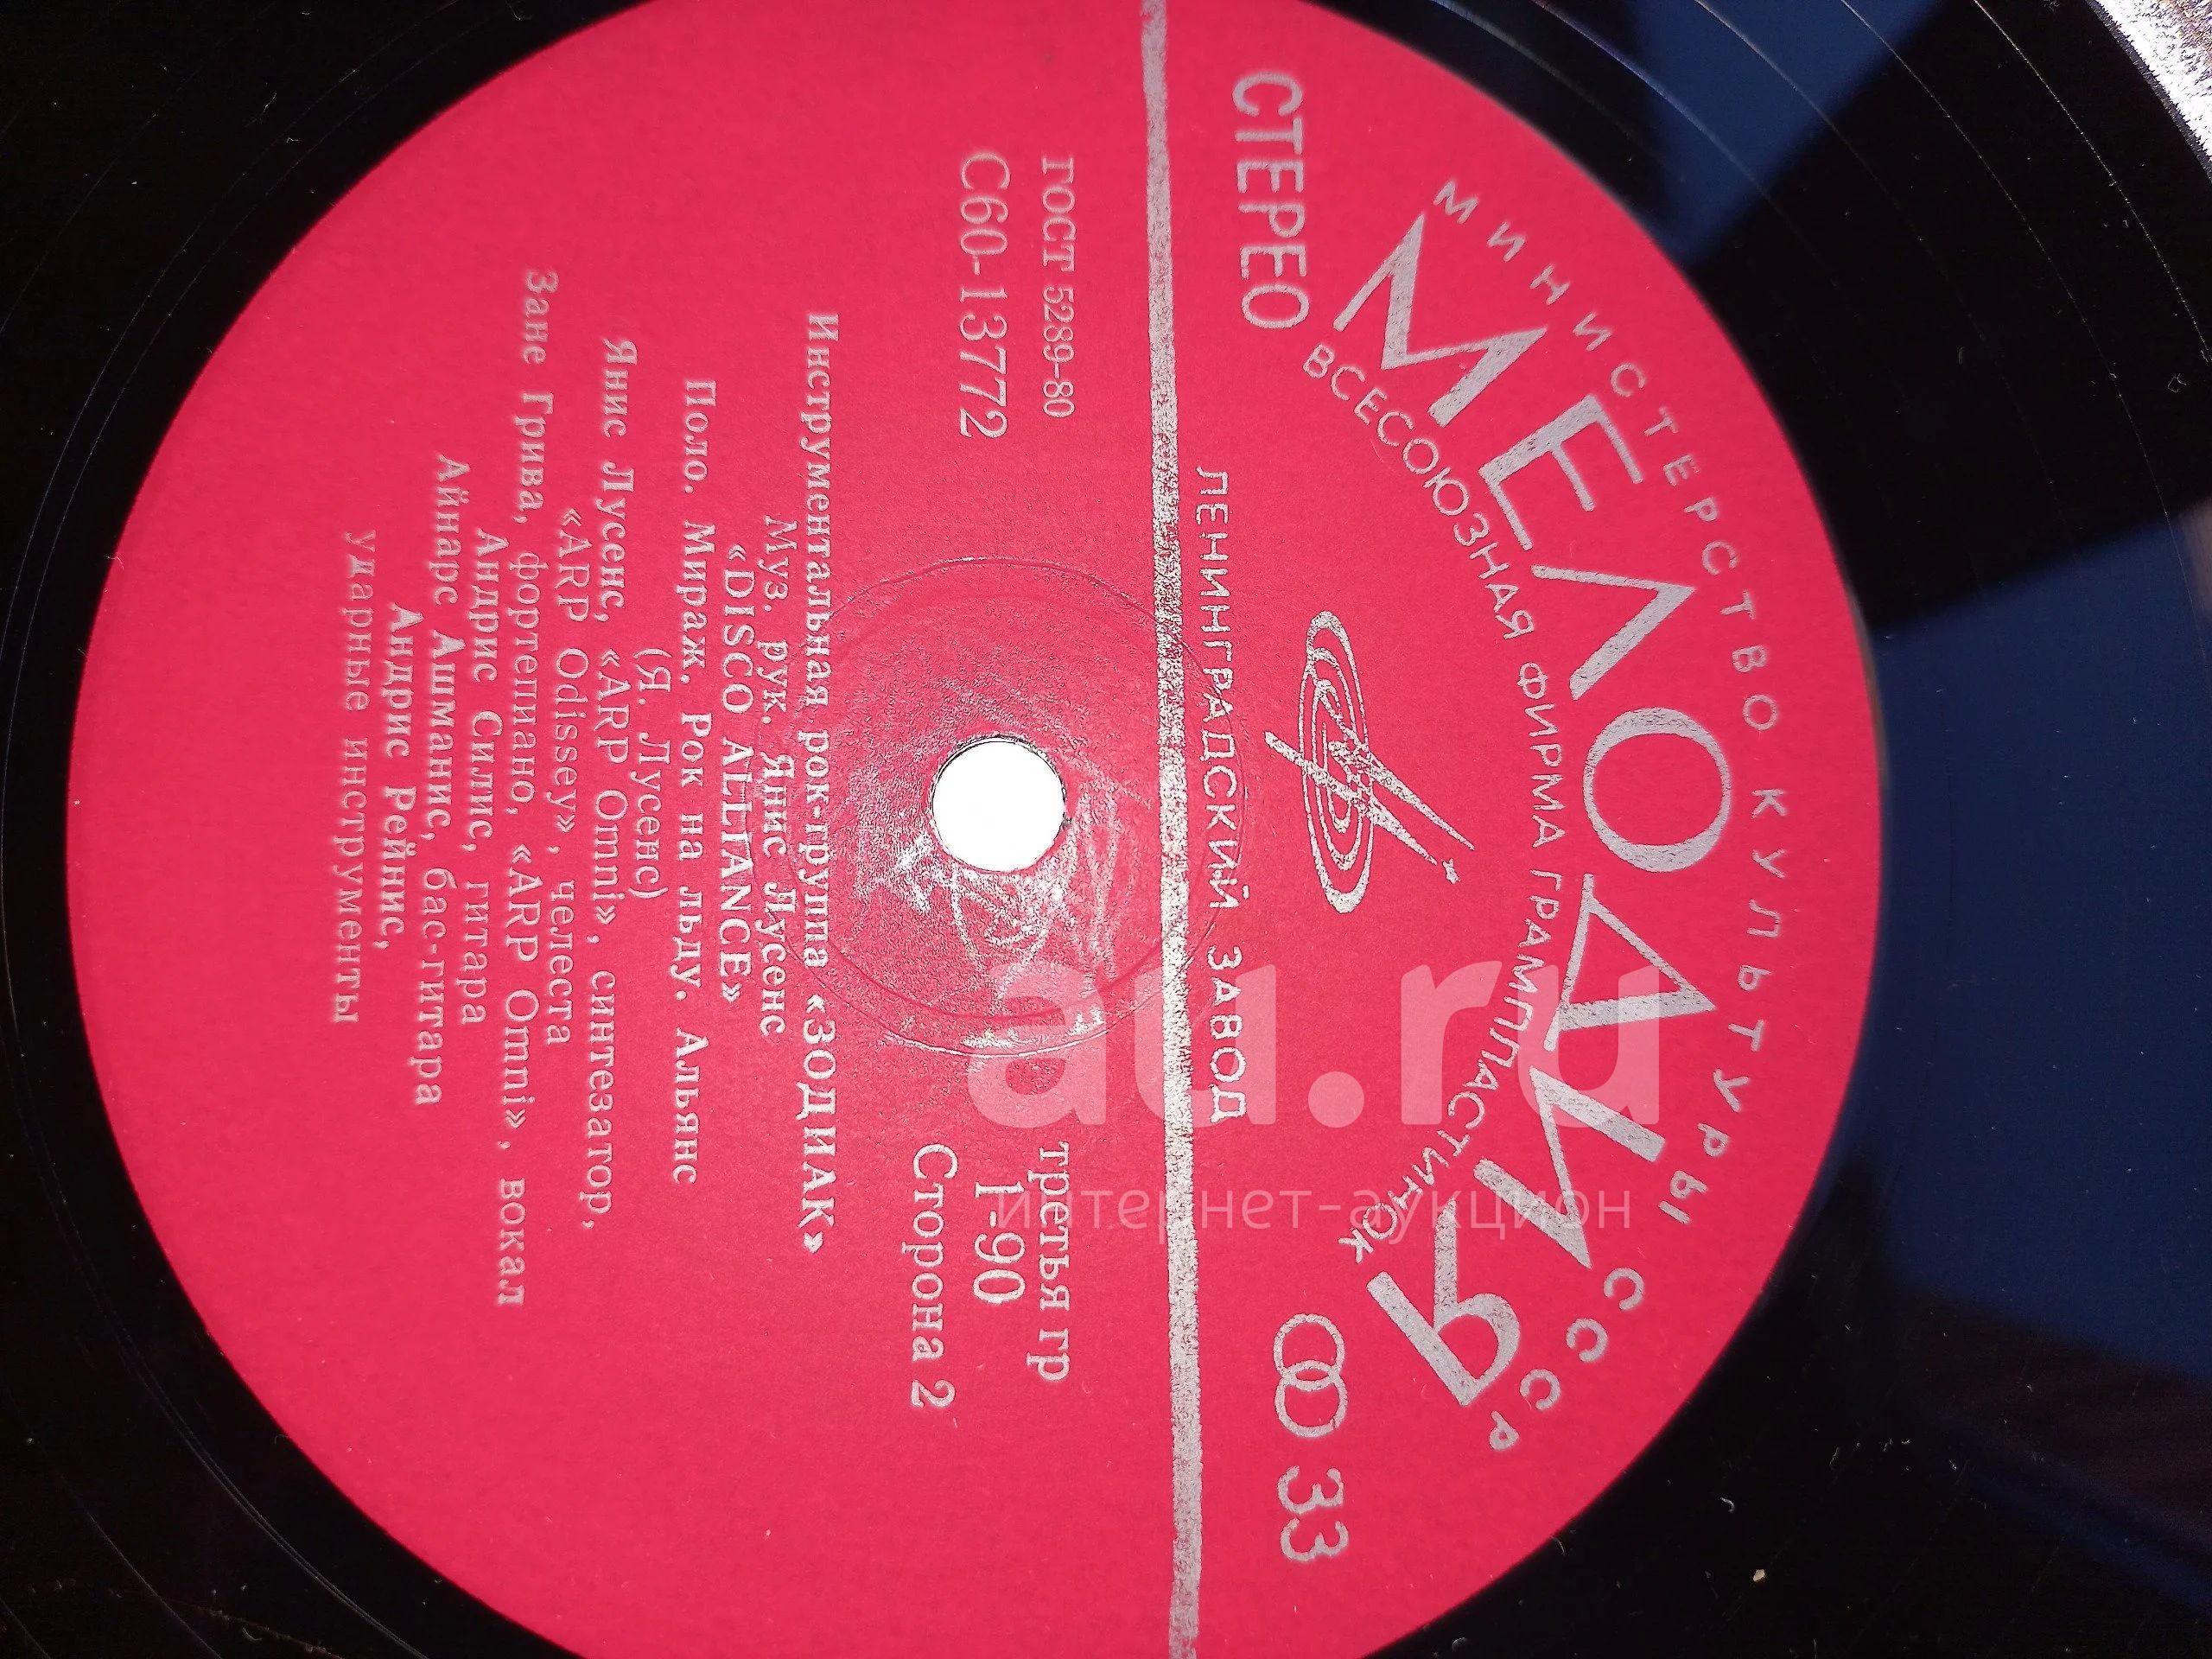 МИНИСТЕРСТВО КУЛЬТУРЫ СССР
МЕЛОДИЯ
ВСЕСОЮЗНАЯ ФИРМА ГРАМПЛАСТИНОК
СТЕРЕО
33
ЛЕНИНГРАДСКИЙ ЗАВОД
ГОСТ 5289-80
третья гр
С60-13772
1-90
Сторона 2
Инструментальная рок-группа «ЗОДИАК»
Муз. рук. Янис Лусенс
«DISCO ALLIANCE»
Поло. Мираж. Рок на льду. Альянс
(Я. Лусенс)
Янис Лусенс, «ARP Omni», синтезатор,
«ARP Odissey», челеста
Зане Грива, фортепиано, «ARP Omni», вокал
Андрис Силис, гитара
Айнарс Ашманис, бас-гитара
Андрис Рейнис,
ударные инструменты
au.ru
интернет-аукцион